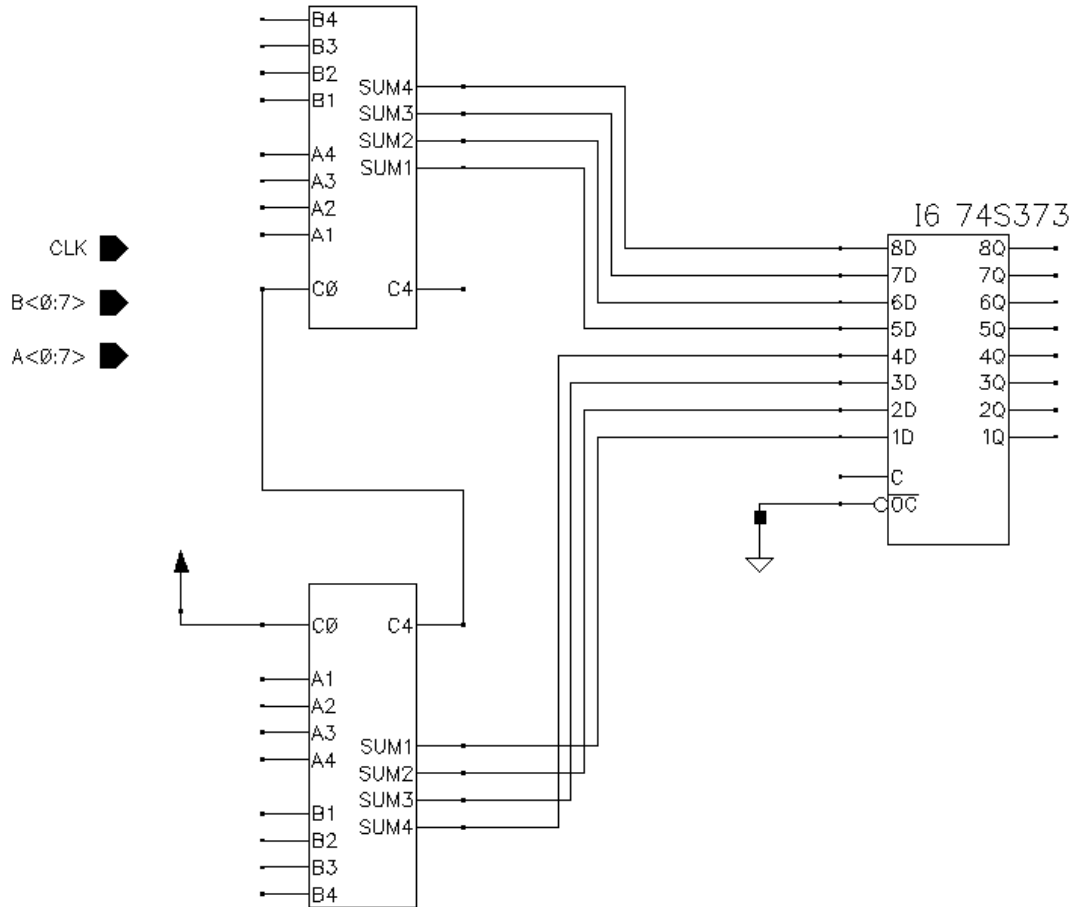 B4
B3
B2
B1
SUM4
SUM3
SUM2
SUM1
A4
A3
A2
A1
CØ
C4
CLK
B<Ø:7>
A<Ø:7>
I6 74S373
8D 8Q
7D 7Q
6D 6Q
5D 5Q
4D 4Q
3D 3Q
2D 2Q
1D 1Q
C
OC
CØ
C4
A1
A2
A3
A4
SUM1
SUM2
SUM3
SUM4
B1
B2
B3
B4